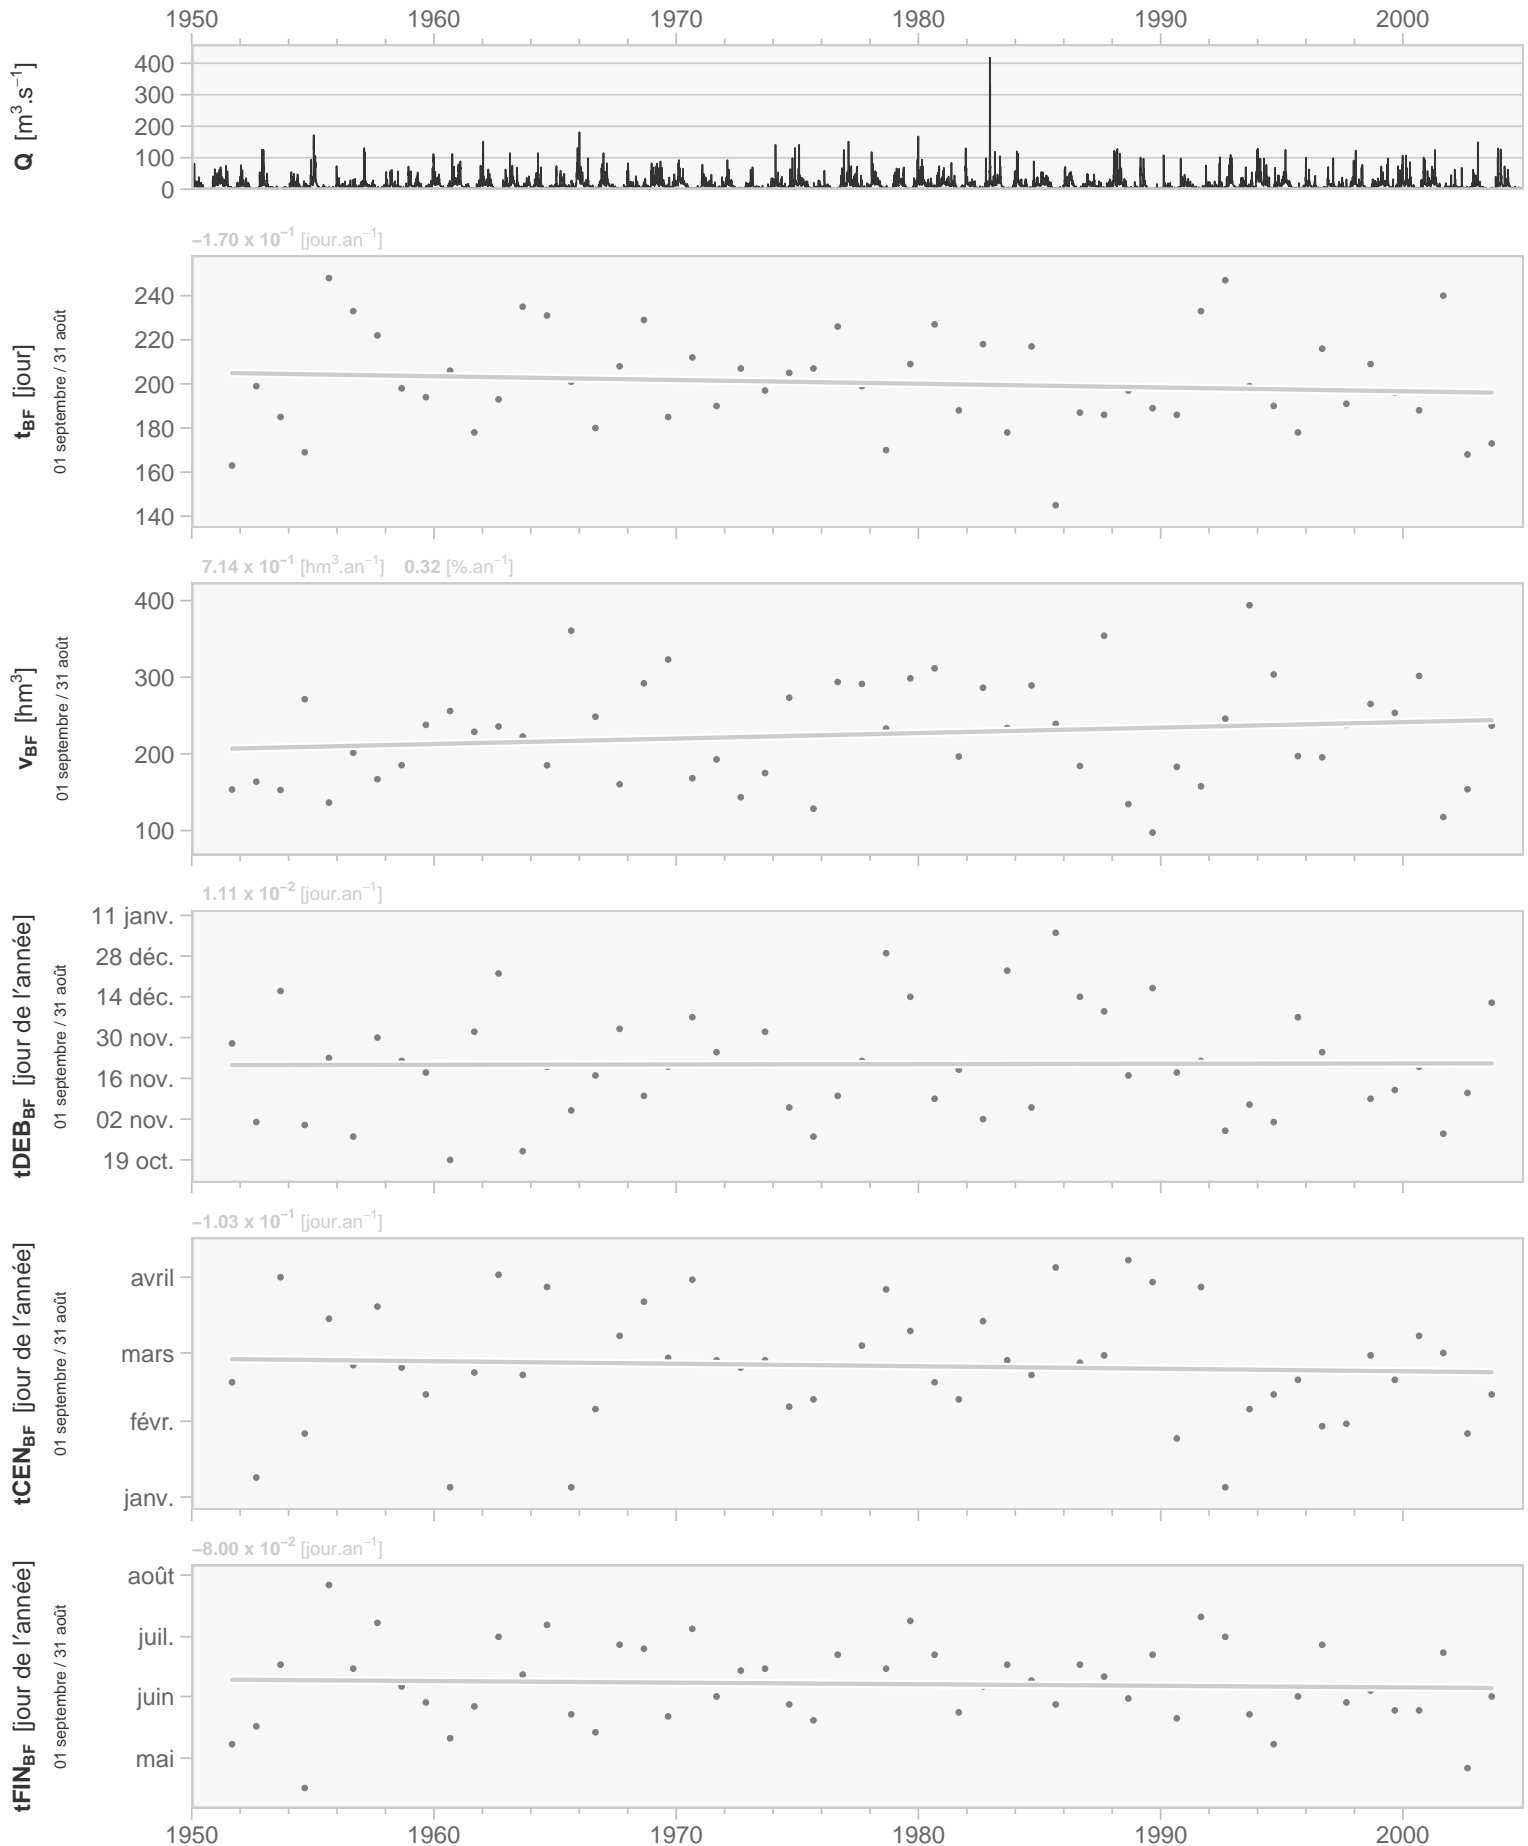 1950 1960 1970 1980 1990 2000
Q [m³.s⁻¹]
400
300
200
100
0
−1.70 x 10⁻¹ [jour.an⁻¹]
t_BF [jour]
01 septembre / 31 août
240
220
200
180
160
140
7.14 x 10⁻¹ [hm³.an⁻¹] 0.32 [%.an⁻¹]
v_BF [hm³]
01 septembre / 31 août
400
300
200
100
1.11 x 10⁻² [jour.an⁻¹]
tDEB_BF [jour de l'année]
01 septembre / 31 août
11 janv.
28 déc.
14 déc.
30 nov.
16 nov.
02 nov.
19 oct.
−1.03 x 10⁻¹ [jour.an⁻¹]
tCEN_BF [jour de l'année]
01 septembre / 31 août
avril
mars
févr.
janv.
−8.00 x 10⁻² [jour.an⁻¹]
tFIN_BF [jour de l'année]
01 septembre / 31 août
août
juil.
juin
mai
1950 1960 1970 1980 1990 2000